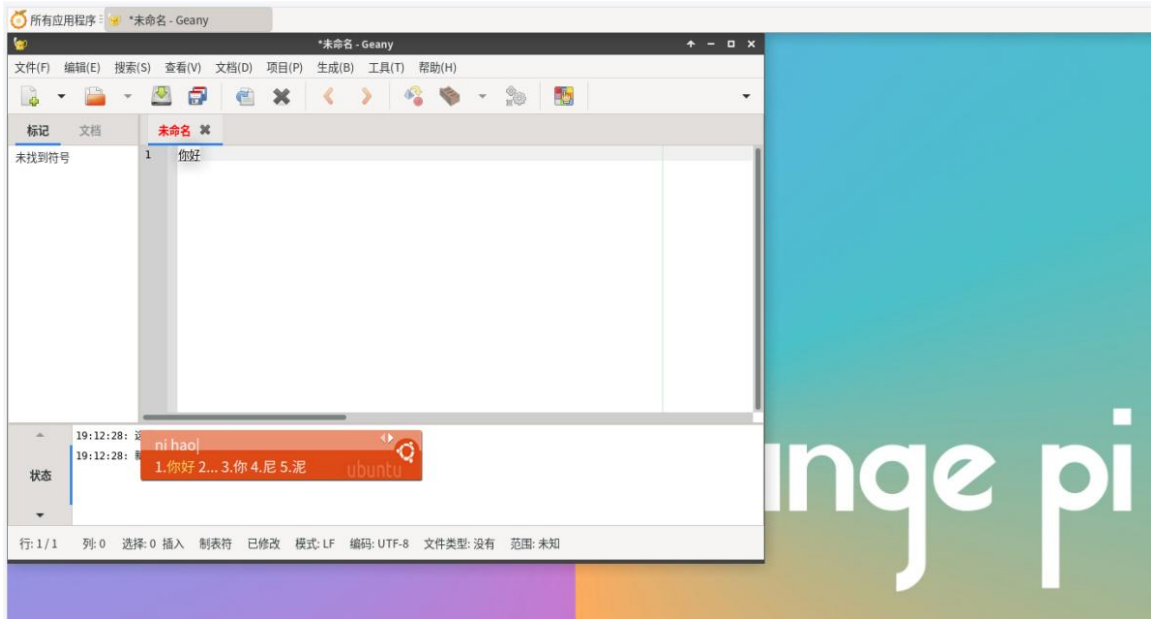 所有应用程序 *未命名 - Geany
*未命名 - Geany
文件(F) 编辑(E) 搜索(S) 查看(V) 文档(D) 项目(P) 生成(B) 工具(T) 帮助(H)
标记 文档 未命名
未找到符号 1 你好
19:12:28:
19:12:28:
ni hao
1.你好 2... 3.你 4.尼 5.泥
ubuntu
状态
行: 1 / 1 列: 0 选择: 0 插入 制表符 已修改 模式: LF 编码: UTF-8 文件类型: 没有 范围: 未知
nge pi